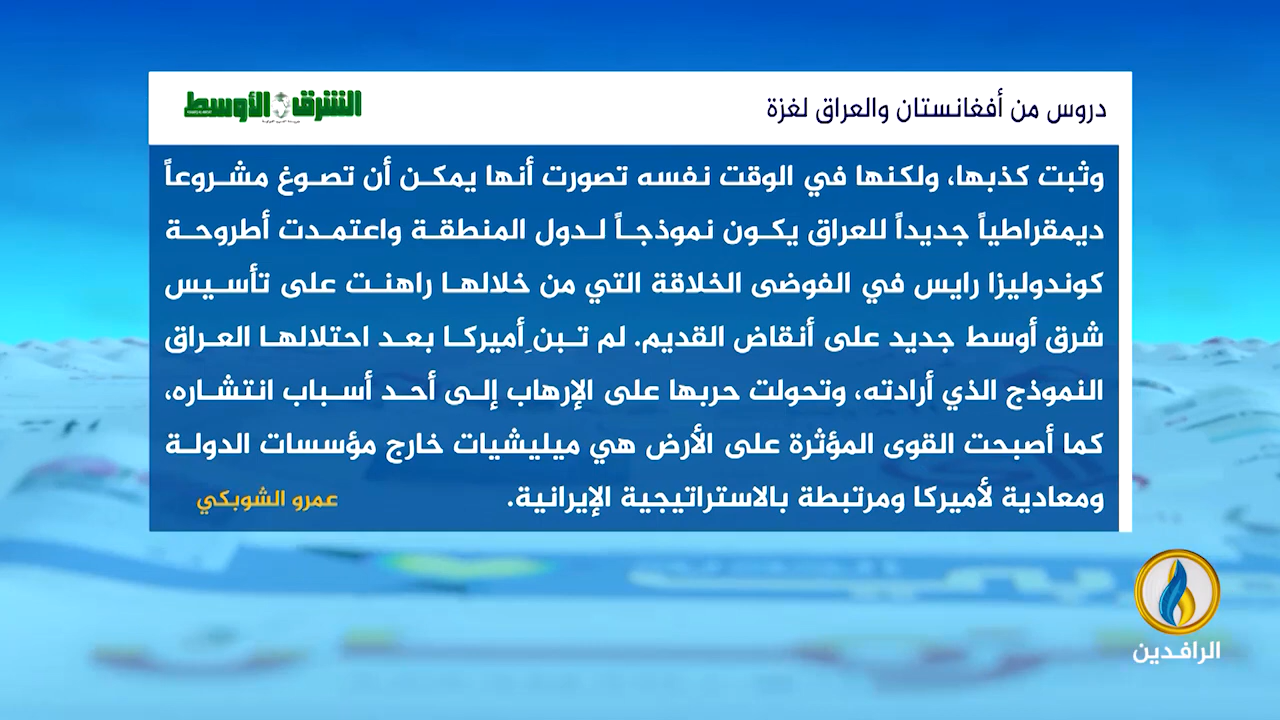 دروس من أفغانستان والعراق لغزة
الشرق الأوسط
وثبت كذبها، ولكنها في الوقت نفسه تصورت أنها يمكن أن تصوغ مشروعاً
ديمقراطياً جديداً للعراق يكون نموذجاً لدول المنطقة واعتمدت أطروحة
كوندوليزا رايس في الفوضى الخلاقة التي من خلالها راهنت على تأسيس
شرق أوسط جديد على أنقاض القديم. لم تبنِ أميركا بعد احتلالها العراق
النموذج الذي أرادته، وتحولت حربها على الإرهاب إلى أحد أسباب انتشاره،
كما أصبحت القوى المؤثرة على الأرض هي ميليشيات خارج مؤسسات الدولة
ومعادية لأميركا ومرتبطة بالاستراتيجية الإيرانية.
عمرو الشوبكي
الرافدين